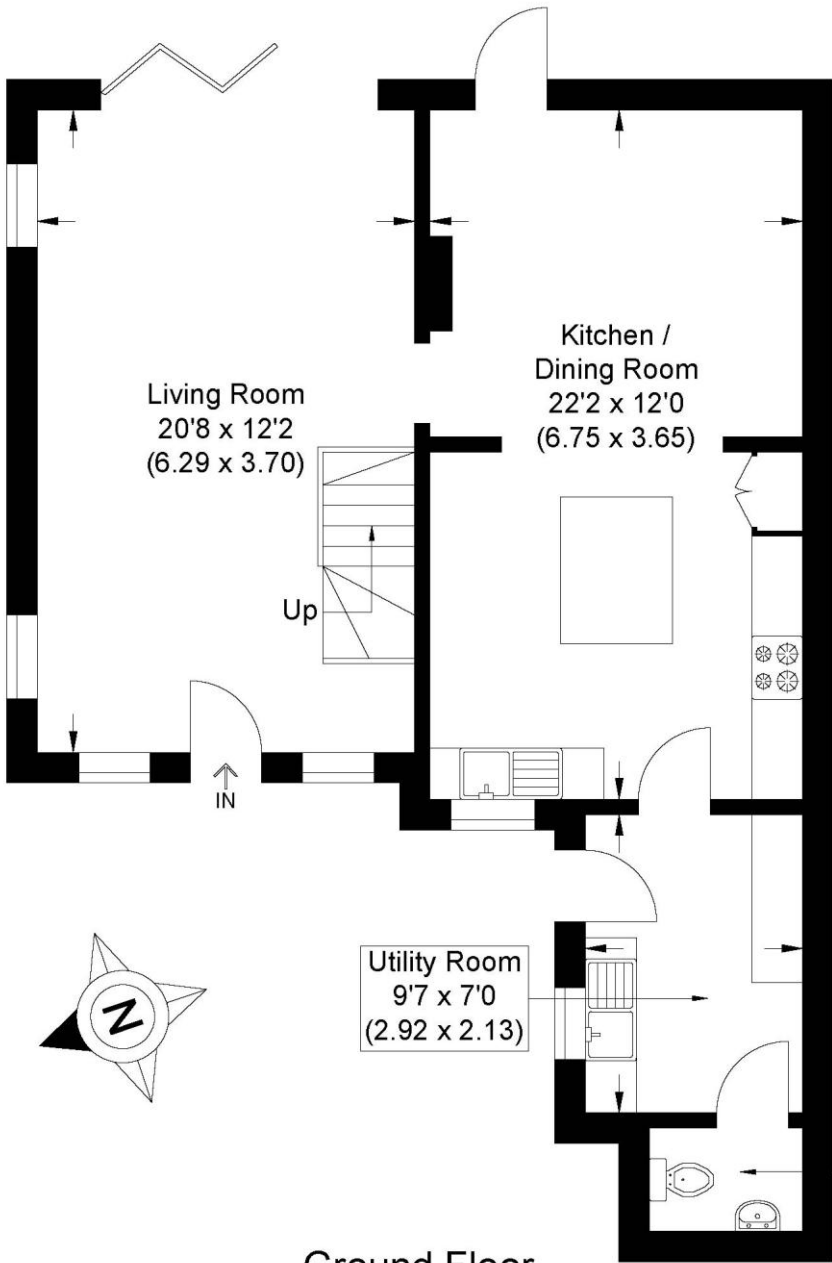 Living Room
20'8 x 12'2
(6.29 x 3.70)
Kitchen /
Dining Room
22'2 x 12'0
(6.75 x 3.65)
Up
IN
Utility Room
9'7 x 7'0
(2.92 x 2.13)
N
Ground Floor